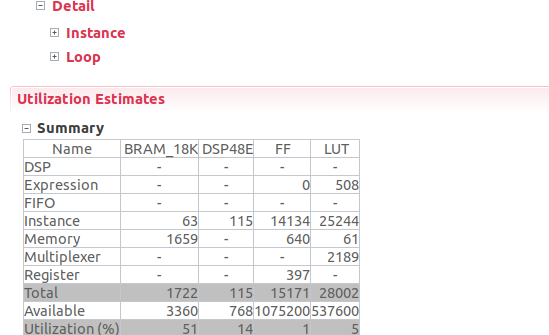 Detail
Instance
Loop
Utilization Estimates
Summary
Name BRAM_18K DSP48E FF LUT
DSP - - - -
Expression - - 0 508
FIFO - - - -
Instance 63 115 14134 25244
Memory 1659 - 640 61
Multiplexer - - - 2189
Register - - 397 -
Total 1722 115 15171 28002
Available 3360 768 1075200 537600
Utilization (%) 51 14 1 5